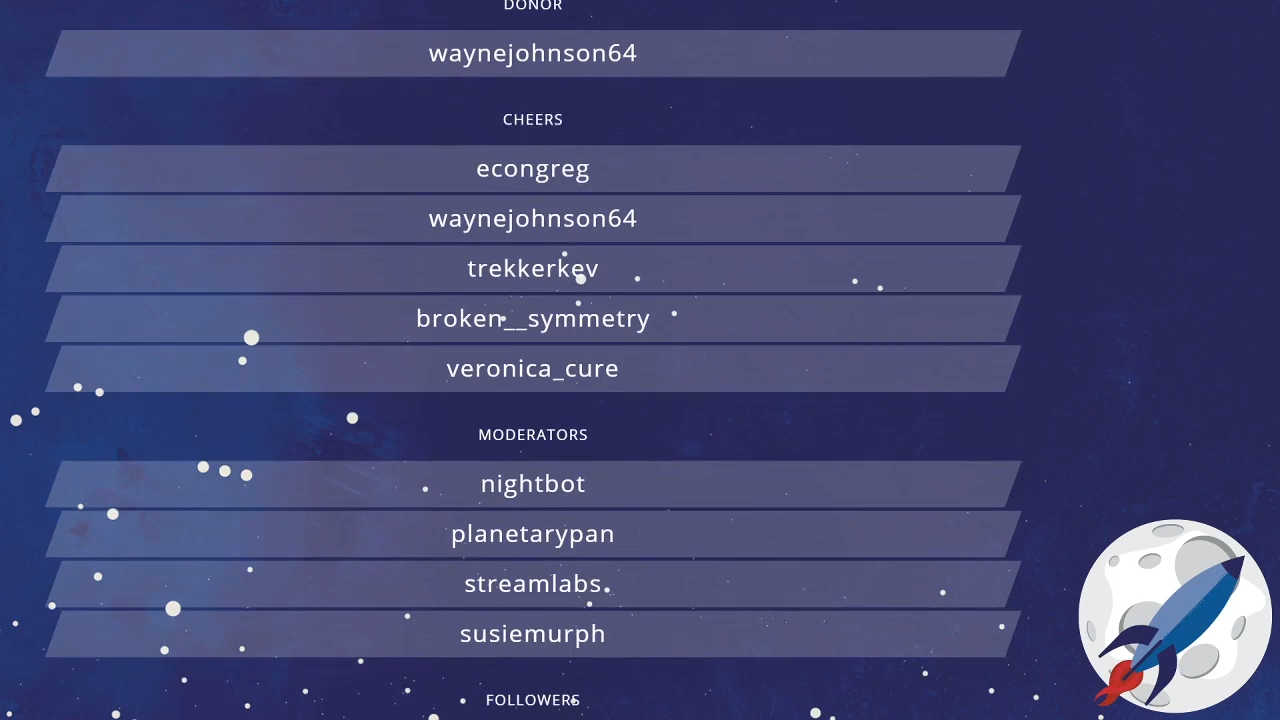 DONOR
waynejohnson64
CHEERS
econgreg
waynejohnson64
trekkerkev
broken__symmetry
veronica_cure
MODERATORS
nightbot
planetarypan
streamlabs
susiemurph
FOLLOWERS